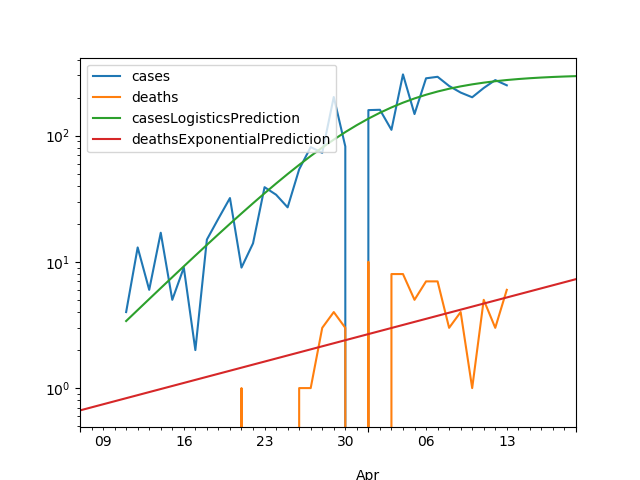 cases
deaths
casesLogisticsPrediction
deathsExponentialPrediction
10²
10¹
10⁰
09 16 23 30 06 13
Apr